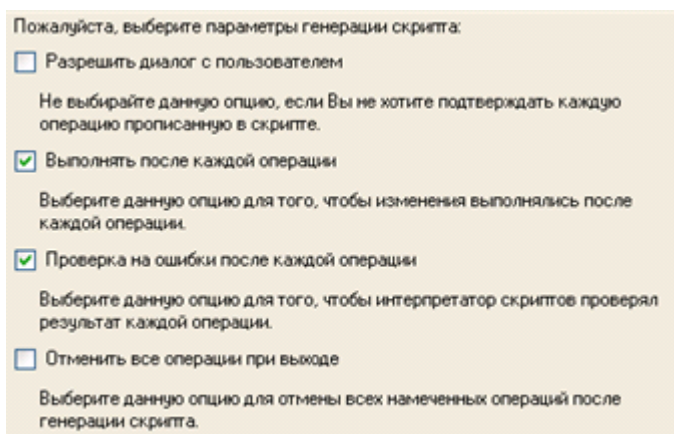 Пожалуйста, выберите параметры генерации скрипта:
Разрешить диалог с пользователем
Не выбирайте данную опцию, если Вы не хотите подтверждать каждую
операцию прописанную в скрипте.
Выполнять после каждой операции
Выберите данную опцию для того, чтобы изменения выполнялись после
каждой операции.
Проверка на ошибки после каждой операции
Выберите данную опцию для того, чтобы интерпретатор скриптов проверял
результат каждой операции.
Отменить все операции при выходе
Выберите данную опцию для отмены всех намеченных операций после
генерации скрипта.